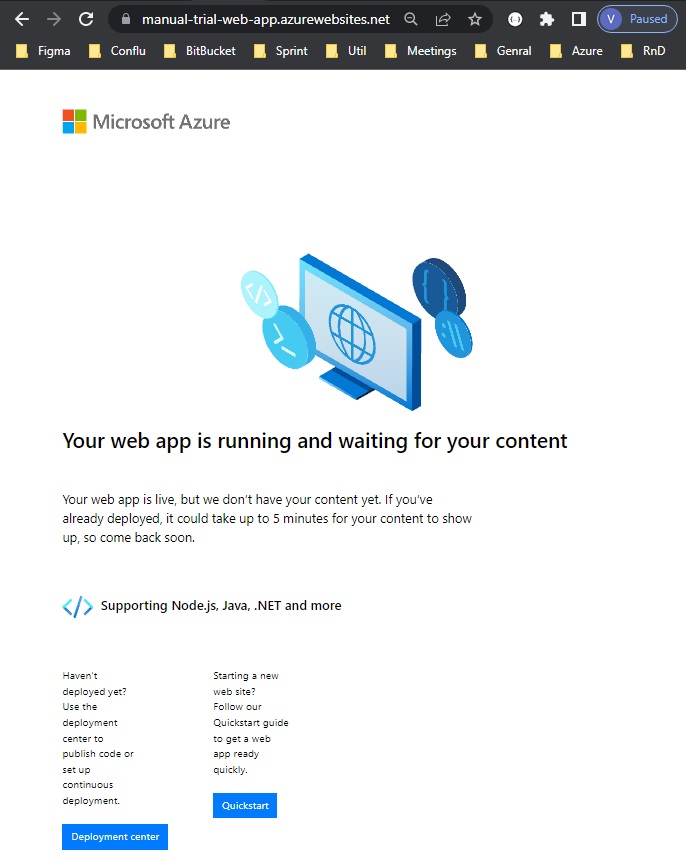 manual-trial-web-app.azurewebsites.net
V Paused
Figma Conflu BitBucket Sprint Util Meetings Genral Azure RnD
Microsoft Azure
</>
>_
{ }
:\\
Your web app is running and waiting for your content
Your web app is live, but we don't have your content yet. If you've
already deployed, it could take up to 5 minutes for your content to show
up, so come back soon.
</> Supporting Node.js, Java, .NET and more
Haven't
deployed yet?
Use the
deployment
center to
publish code or
set up
continuous
deployment.
Deployment center
Starting a new
web site?
Follow our
Quickstart guide
to get a web
app ready
quickly.
Quickstart